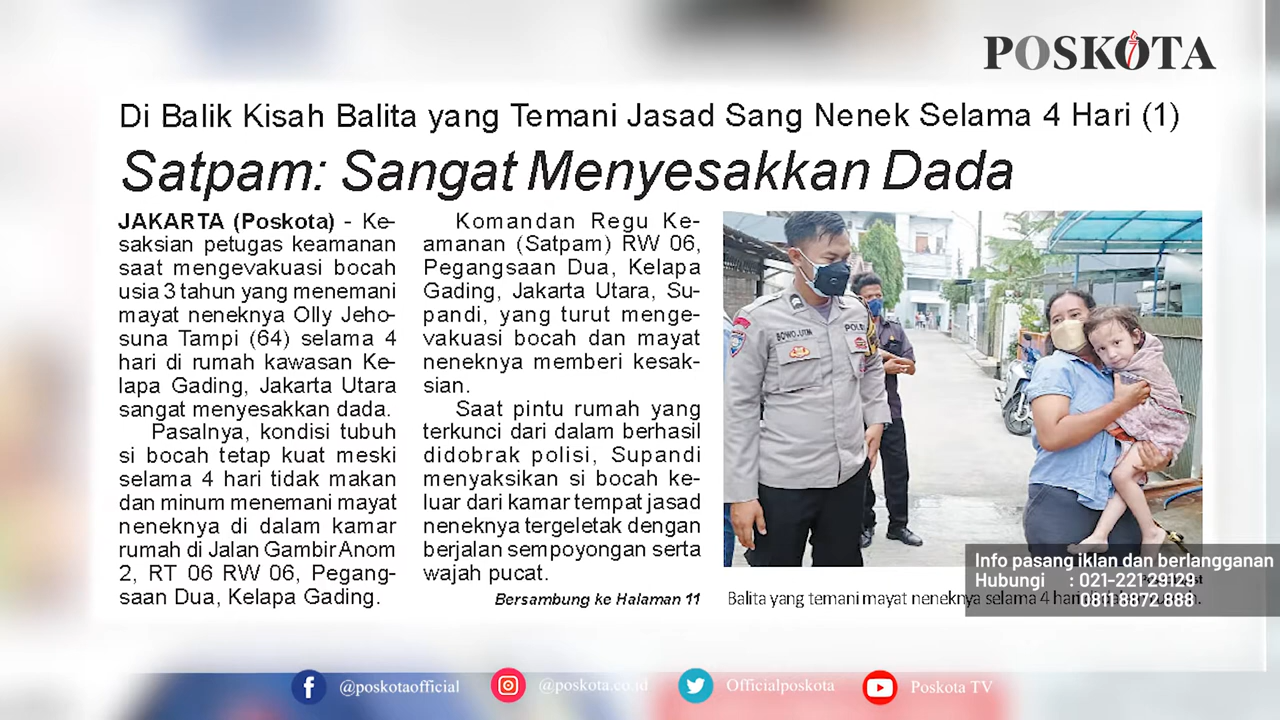 POSKOTA
Di Balik Kisah Balita yang Temani Jasad Sang Nenek Selama 4 Hari (1)
Satpam: Sangat Menyesakkan Dada
JAKARTA (Poskota) - Ke-
saksian petugas keamanan
saat mengevakuasi bocah
usia 3 tahun yang menemani
mayat neneknya Olly Jeho-
suna Tampi (64) selama 4
hari di rumah kawasan Ke-
lapa Gading, Jakarta Utara
sangat menyesakkan dada.
Pasalnya, kondisi tubuh
si bocah tetap kuat meski
selama 4 hari tidak makan
dan minum menemani mayat
neneknya di dalam kamar
rumah di Jalan Gambir Anom
2, RT 06 RW 06, Pegang-
saan Dua, Kelapa Gading.
Komandan Regu Ke-
amanan (Satpam) RW 06,
Pegangsaan Dua, Kelapa
Gading, Jakarta Utara, Su-
pandi, yang turut menge-
vakuasi bocah dan mayat
neneknya memberi kesak-
sian.
Saat pintu rumah yang
terkunci dari dalam berhasil
didobrak polisi, Supandi
menyaksikan si bocah ke-
luar dari kamar tempat jasad
neneknya tergeletak dengan
berjalan sempoyongan serta
wajah pucat.
Bersambung ke Halaman 11
Balita yang temani mayat neneknya selama 4 hari
Info pasang iklan dan berlangganan
Hubungi : 021-221 29129
0811 8872 888
@poskotaofficial
@poskota.co.id
Officialposkota
Poskota TV